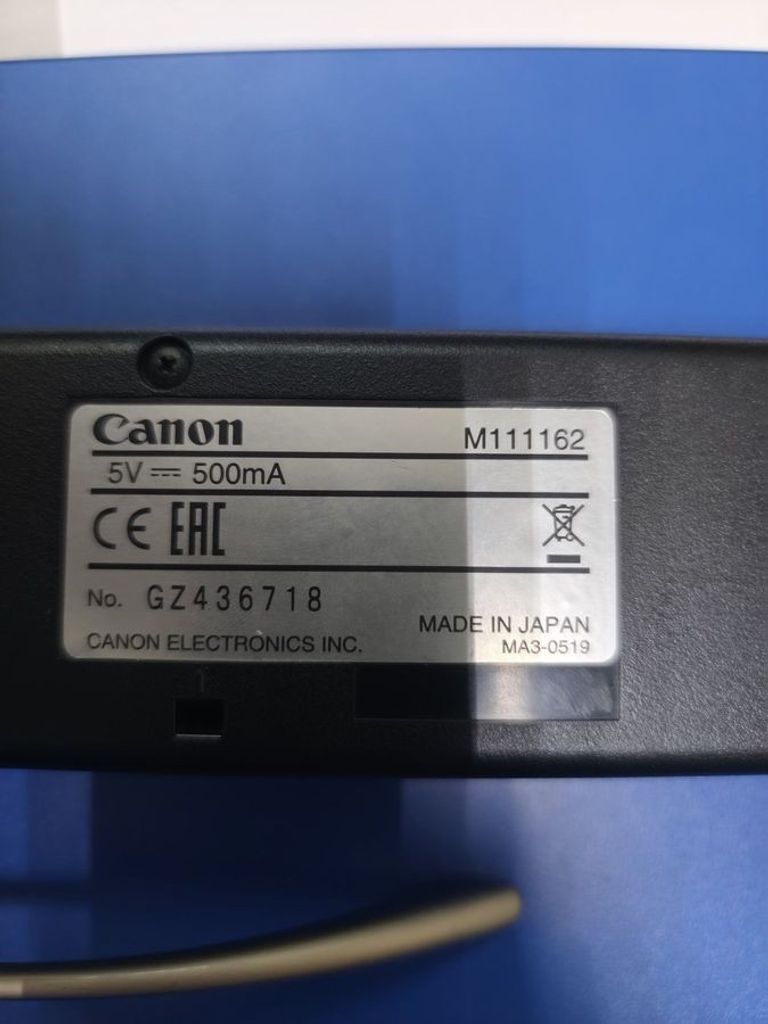 Canon M111162
5V ⎓ 500mA
CE EAC
No. GZ436718
MADE IN JAPAN
CANON ELECTRONICS INC. MA3-0519